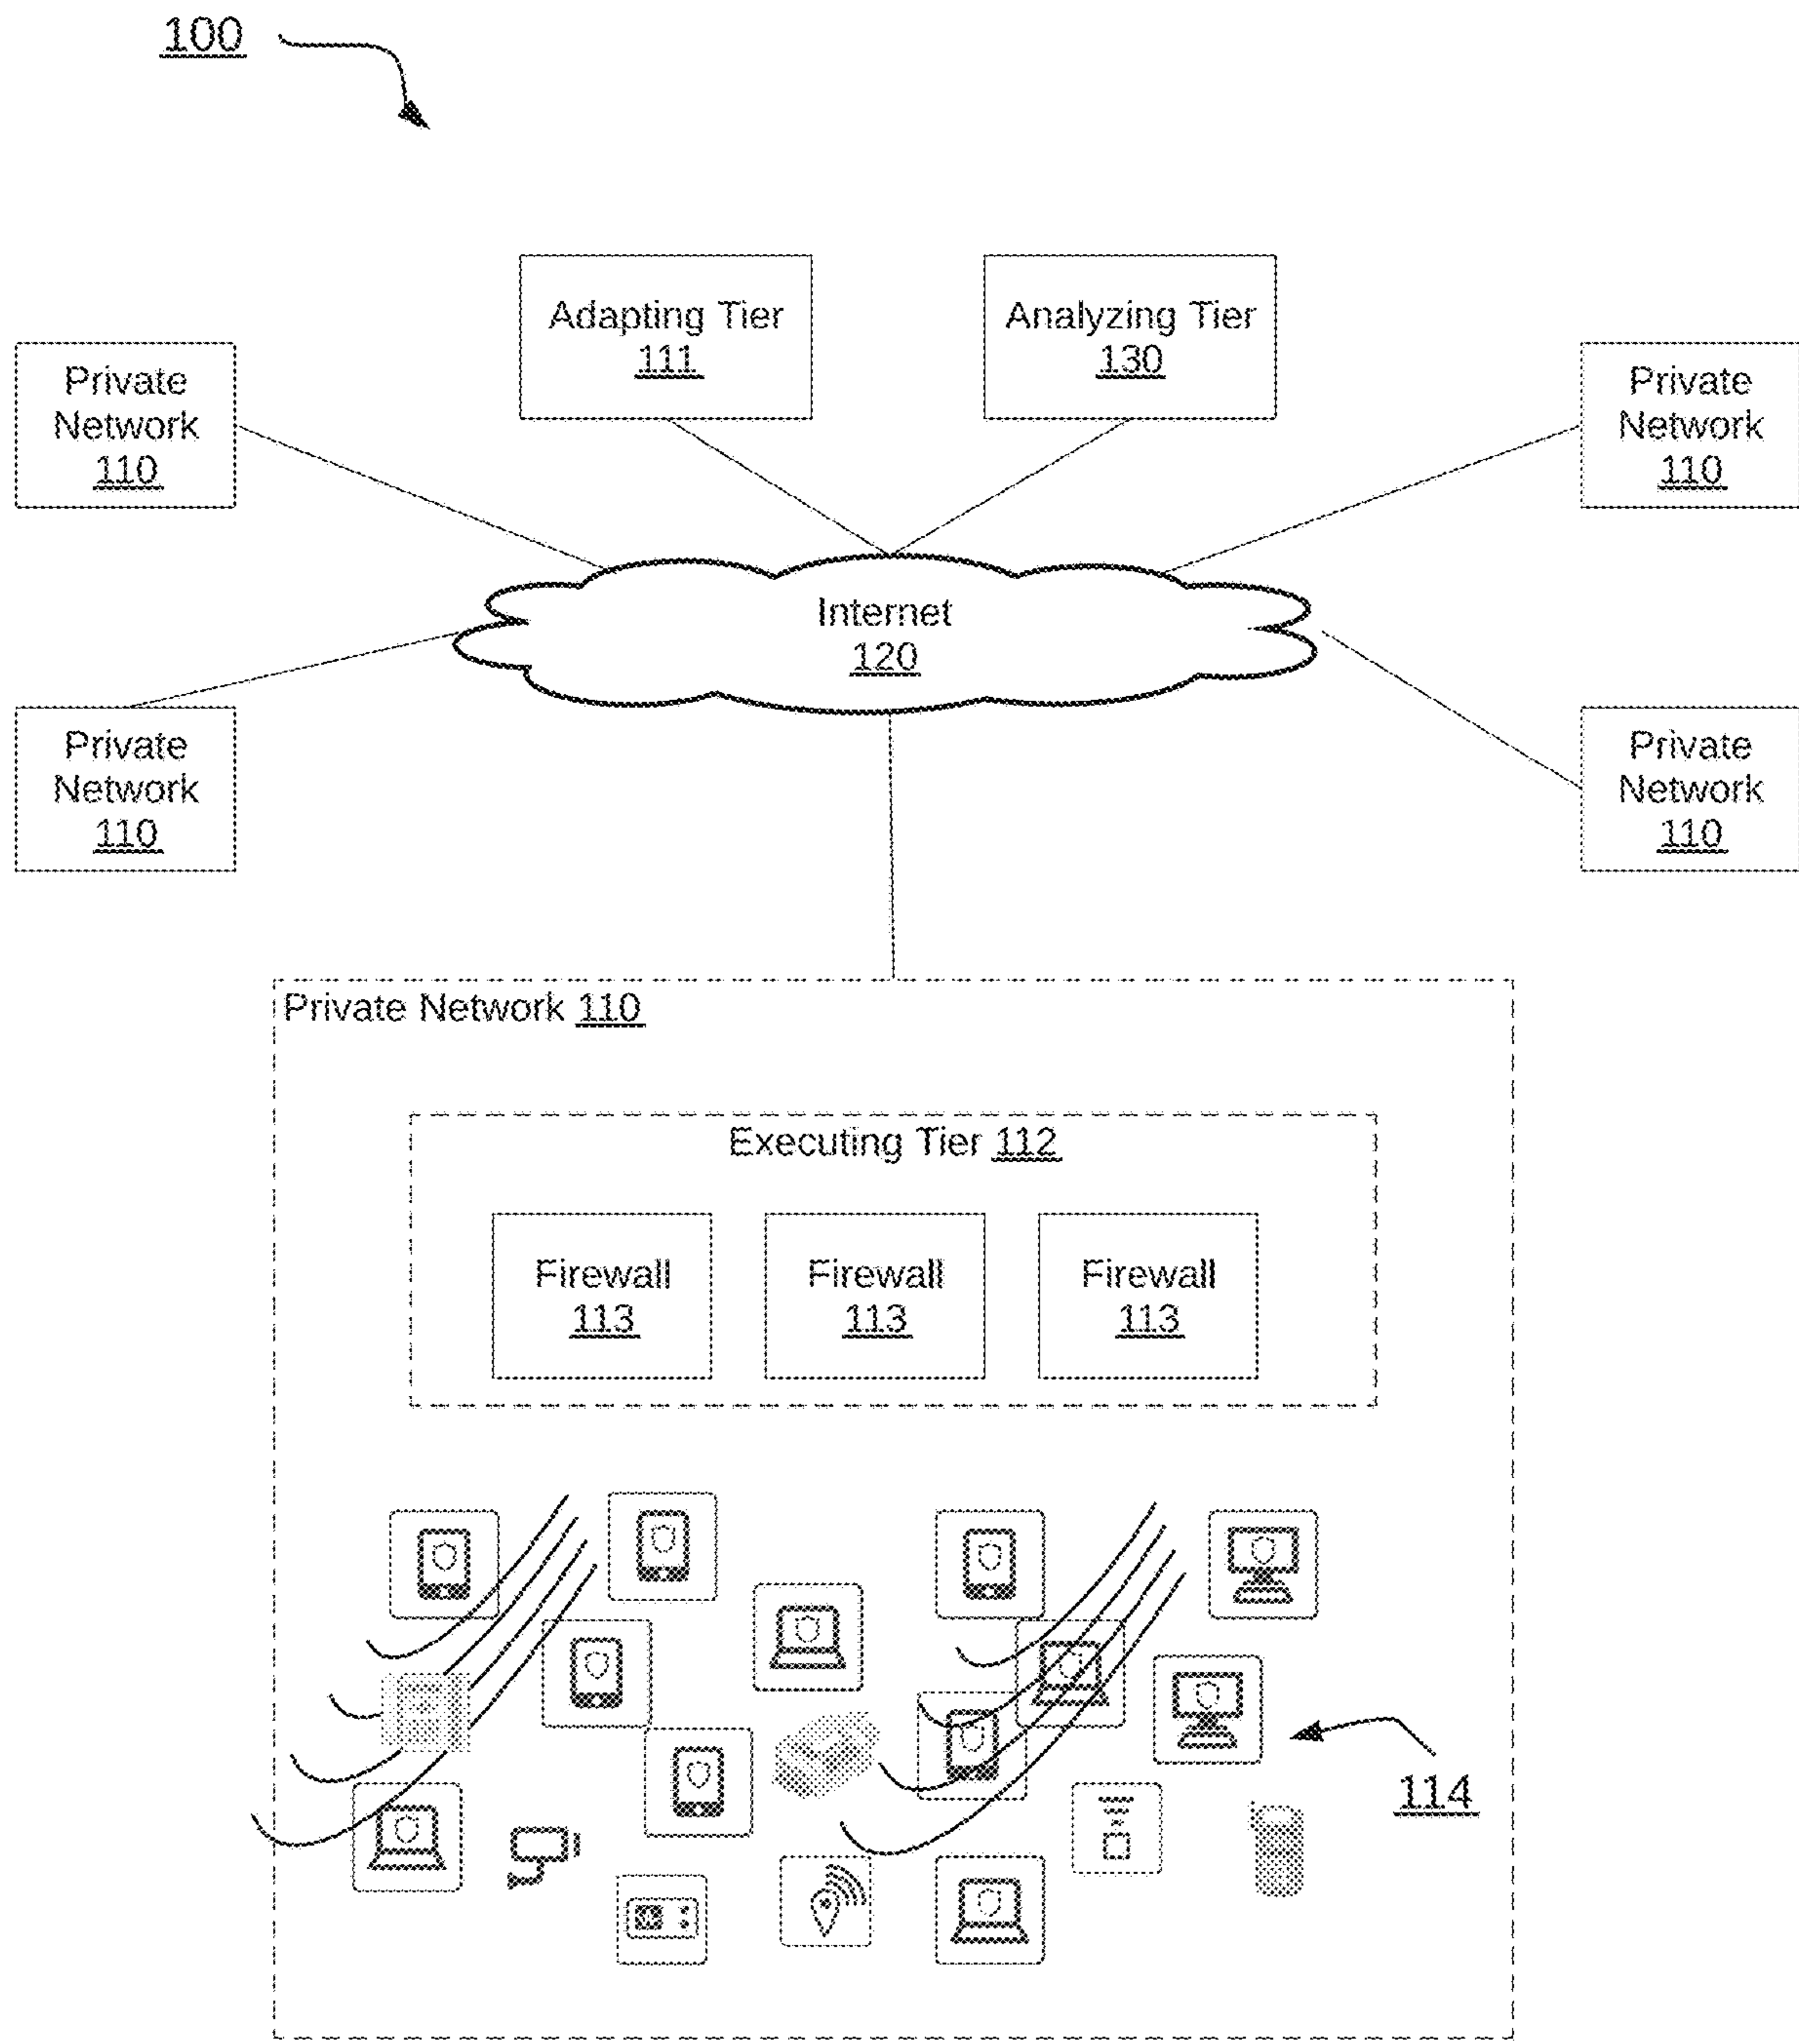 100
Adapting Tier
111
Analyzing Tier
130
Private
Network
110
Private
Network
110
Internet
120
Private
Network
110
Private
Network
110
Private Network 110
Executing Tier 112
Firewall
113
Firewall
113
Firewall
113
114